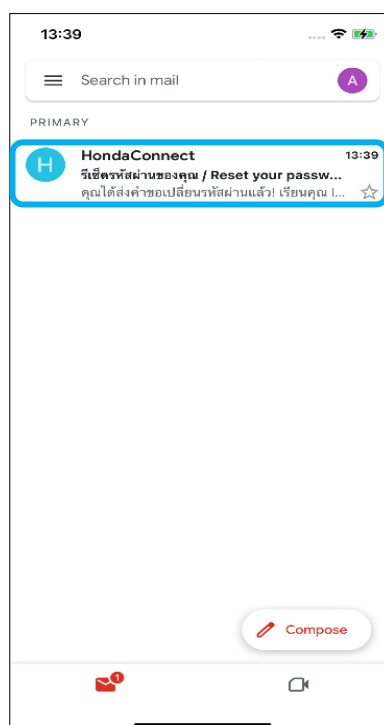 13:39
Search in mail
A
PRIMARY
H
HondaConnect 13:39
รีเซ็ตรหัสผ่านของคุณ / Reset your passw...
คุณได้ส่งคำขอเปลี่ยนรหัสผ่านแล้ว! เรียนคุณ I...
Compose
1